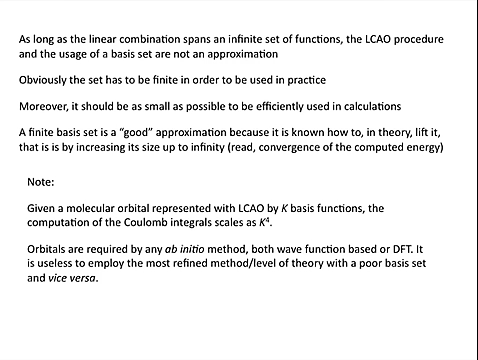 As long as the linear combination spans an infinite set of functions, the LCAO procedure
and the usage of a basis set are not an approximation
Obviously the set has to be finite in order to be used in practice
Moreover, it should be as small as possible to be efficiently used in calculations
A finite basis set is a “good” approximation because it is known how to, in theory, lift it,
that is is by increasing its size up to infinity (read, convergence of the computed energy)
Note:
Given a molecular orbital represented with LCAO by K basis functions, the
computation of the Coulomb integrals scales as K⁴.
Orbitals are required by any ab initio method, both wave function based or DFT. It
is useless to employ the most refined method/level of theory with a poor basis set
and vice versa.